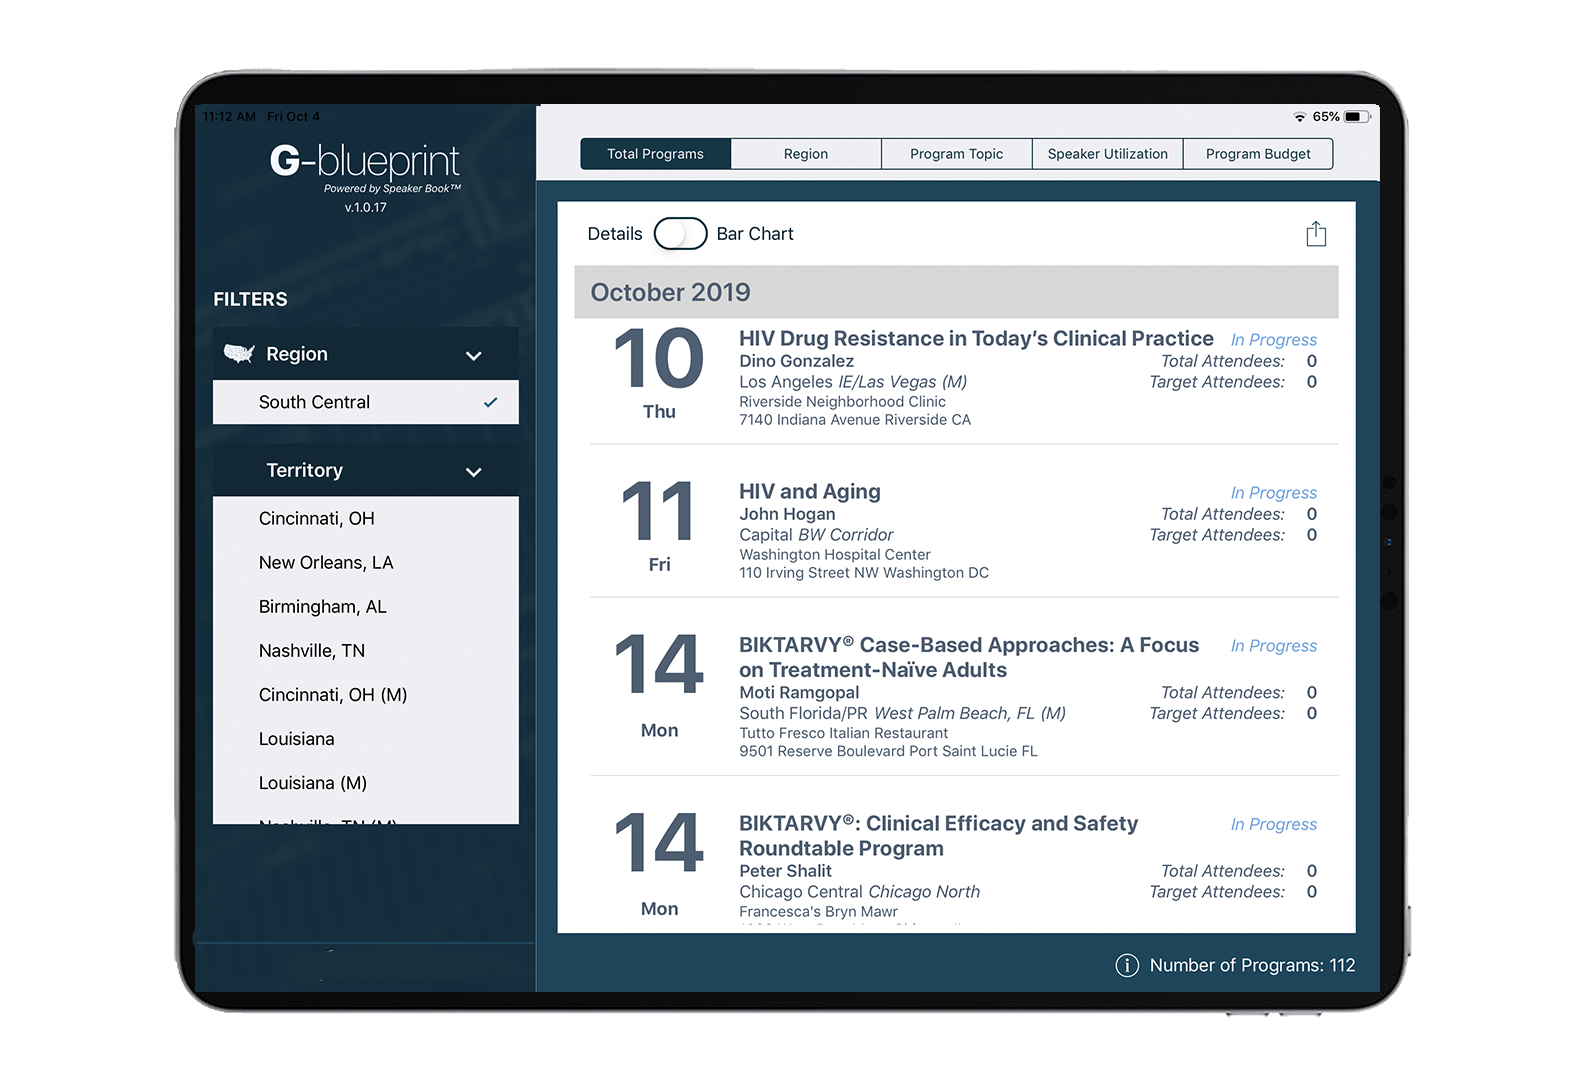 11:12 AM Fri Oct 4
65%
G-blueprint
Powered by Speaker Book™
v.1.0.17
Total Programs
Region
Program Topic
Speaker Utilization
Program Budget
FILTERS
Region
South Central
Territory
Cincinnati, OH
New Orleans, LA
Birmingham, AL
Nashville, TN
Cincinnati, OH (M)
Louisiana
Louisiana (M)
Nashville, TN (M)
Details
Bar Chart
October 2019
10
Thu
HIV Drug Resistance in Today’s Clinical Practice
In Progress
Dino Gonzalez
Total Attendees: 0
Los Angeles IE/Las Vegas (M)
Target Attendees: 0
Riverside Neighborhood Clinic
7140 Indiana Avenue Riverside CA
11
Fri
HIV and Aging
In Progress
John Hogan
Total Attendees: 0
Capital BW Corridor
Target Attendees: 0
Washington Hospital Center
110 Irving Street NW Washington DC
14
Mon
BIKTARVY® Case-Based Approaches: A Focus
on Treatment-Naïve Adults
In Progress
Moti Ramgopal
Total Attendees: 0
South Florida/PR West Palm Beach, FL (M)
Target Attendees: 0
Tutto Fresco Italian Restaurant
9501 Reserve Boulevard Port Saint Lucie FL
14
Mon
BIKTARVY®: Clinical Efficacy and Safety
Roundtable Program
In Progress
Peter Shalit
Total Attendees: 0
Chicago Central Chicago North
Target Attendees: 0
Francesca's Bryn Mawr
Number of Programs: 112